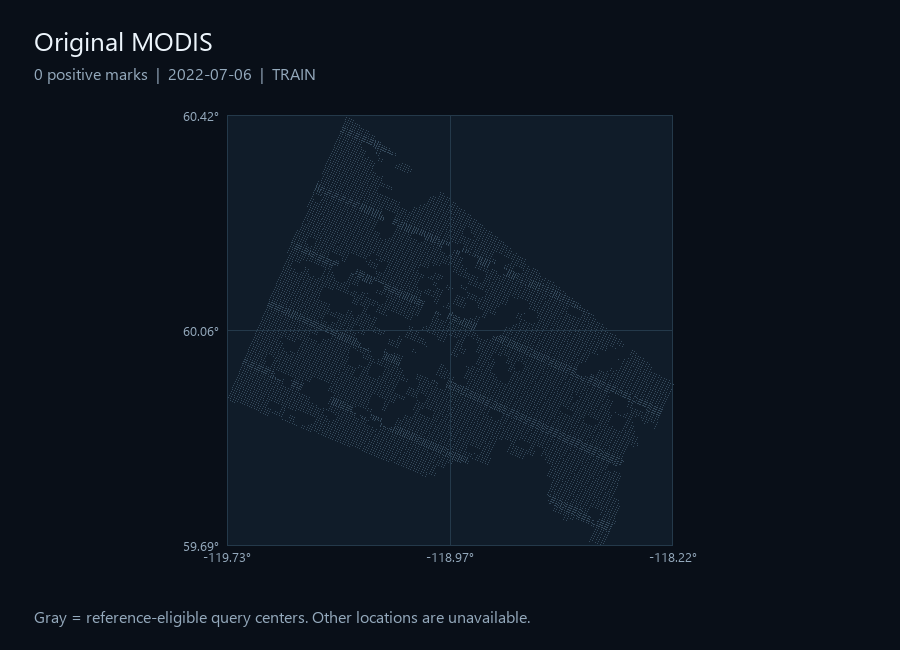 Original MODIS
0 positive marks | 2022-07-06 | TRAIN
60.42°
60.06°
59.69°
-119.73°
-118.97°
-118.22°
Gray = reference-eligible query centers. Other locations are unavailable.